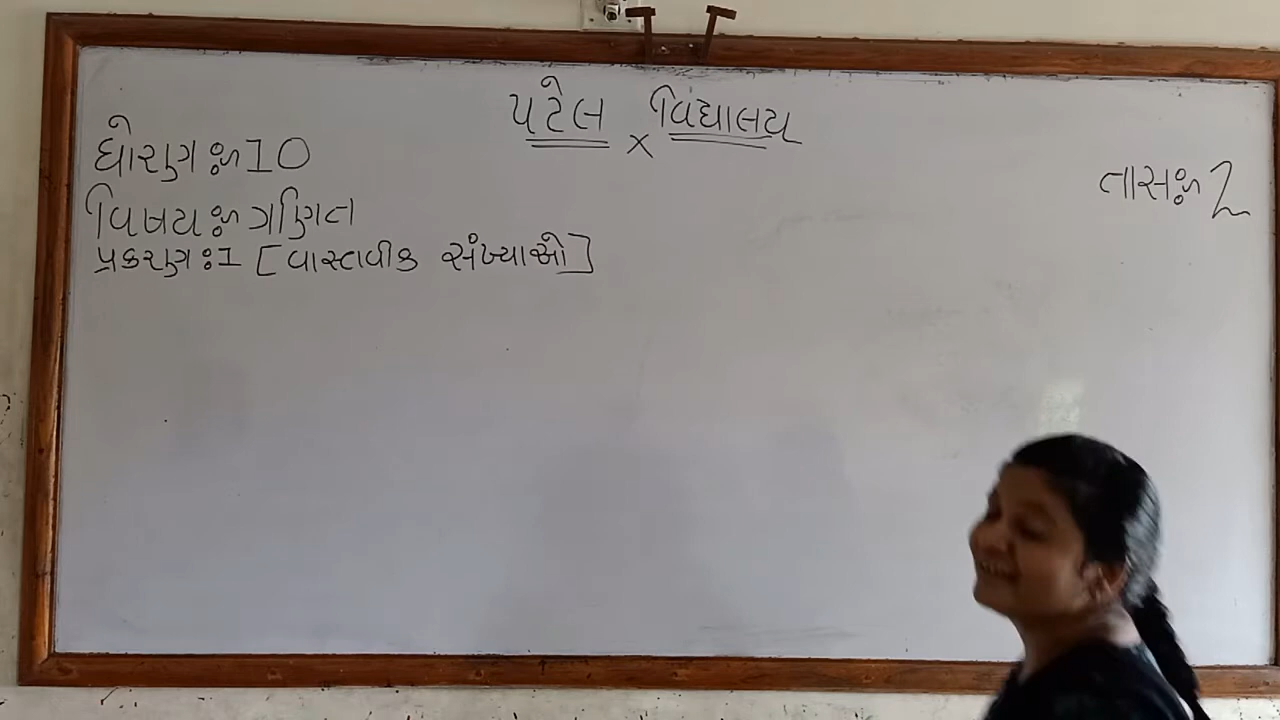 પટેલ × વિદ્યાલય
ધોરણ ઃ 10
તાસ ઃ 2
વિષય ઃ ગણિત
પ્રકરણ : 1 [વાસ્તવીક સંખ્યાઓ]